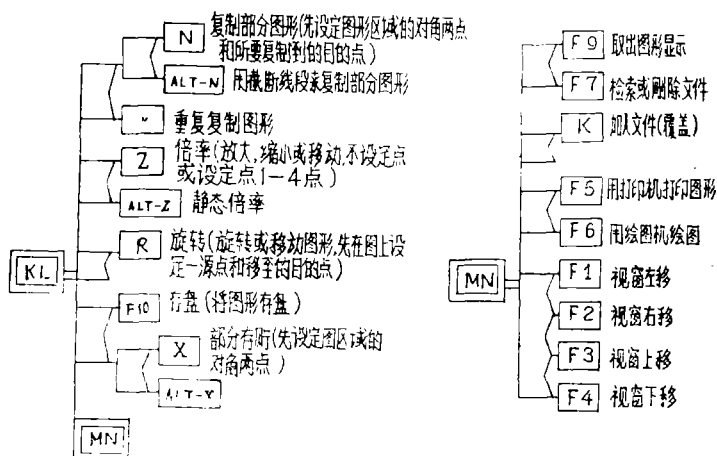 N 复制部分图形(先设定图形区域的对角两点
和所要复制到的目的点)
ALT-N 用截断线段来复制部分图形
" 重复复制图形
Z 倍率(放大,缩小或移动,不设定点
或设定点1-4点)
ALT-Z 静态倍率
KL
R 旋转(旋转或移动图形,先在图上设
定一源点和移至的目的点)
F10 存盘(将图形存盘)
X 部分存贮(先设定图区域的
对角两点)
MN
F9 取出图形显示
F7 检索或删除文件
K 加入文件(覆盖)
F5 用打印机打印图形
F6 用绘图机绘图
MN
F1 视窗左移
F2 视窗右移
F3 视窗上移
F4 视窗下移